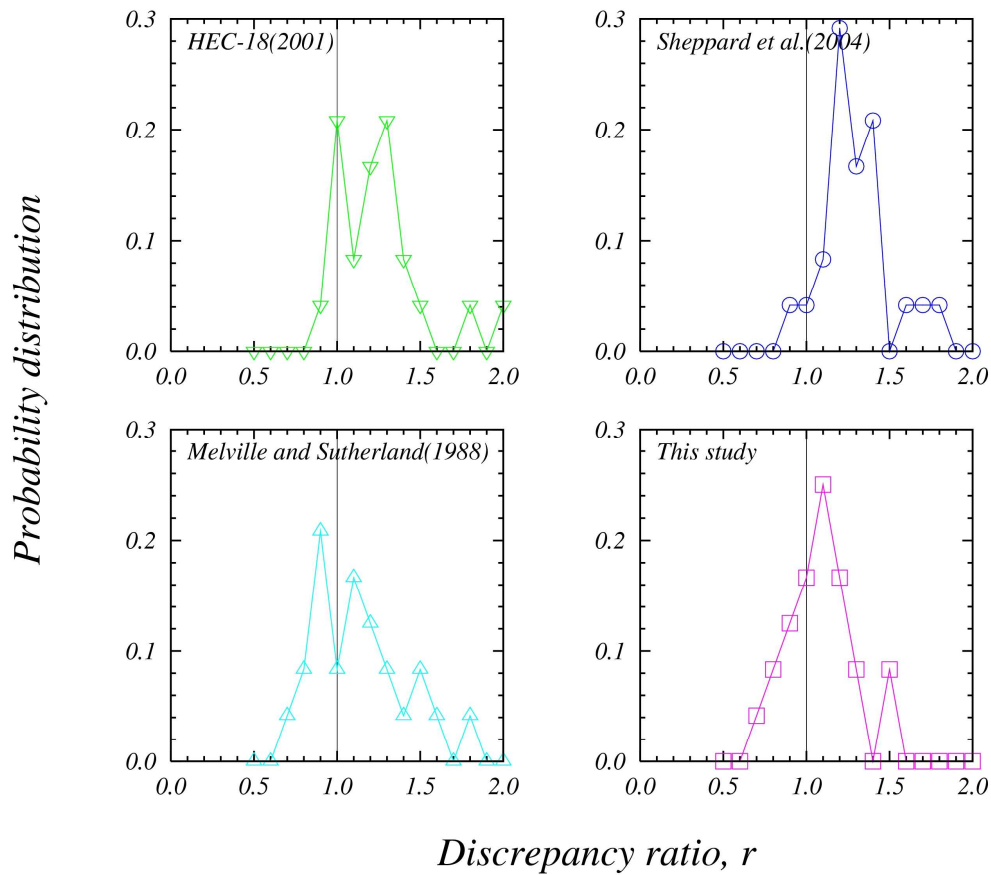 Probability distribution
0.3
0.2
0.1
0.0
HEC-18(2001)
0.0 0.5 1.0 1.5 2.0
0.3
0.2
0.1
0.0
Sheppard et al.(2004)
0.0 0.5 1.0 1.5 2.0
0.3
0.2
0.1
0.0
Melville and Sutherland(1988)
0.0 0.5 1.0 1.5 2.0
0.3
0.2
0.1
0.0
This study
0.0 0.5 1.0 1.5 2.0
Discrepancy ratio, r